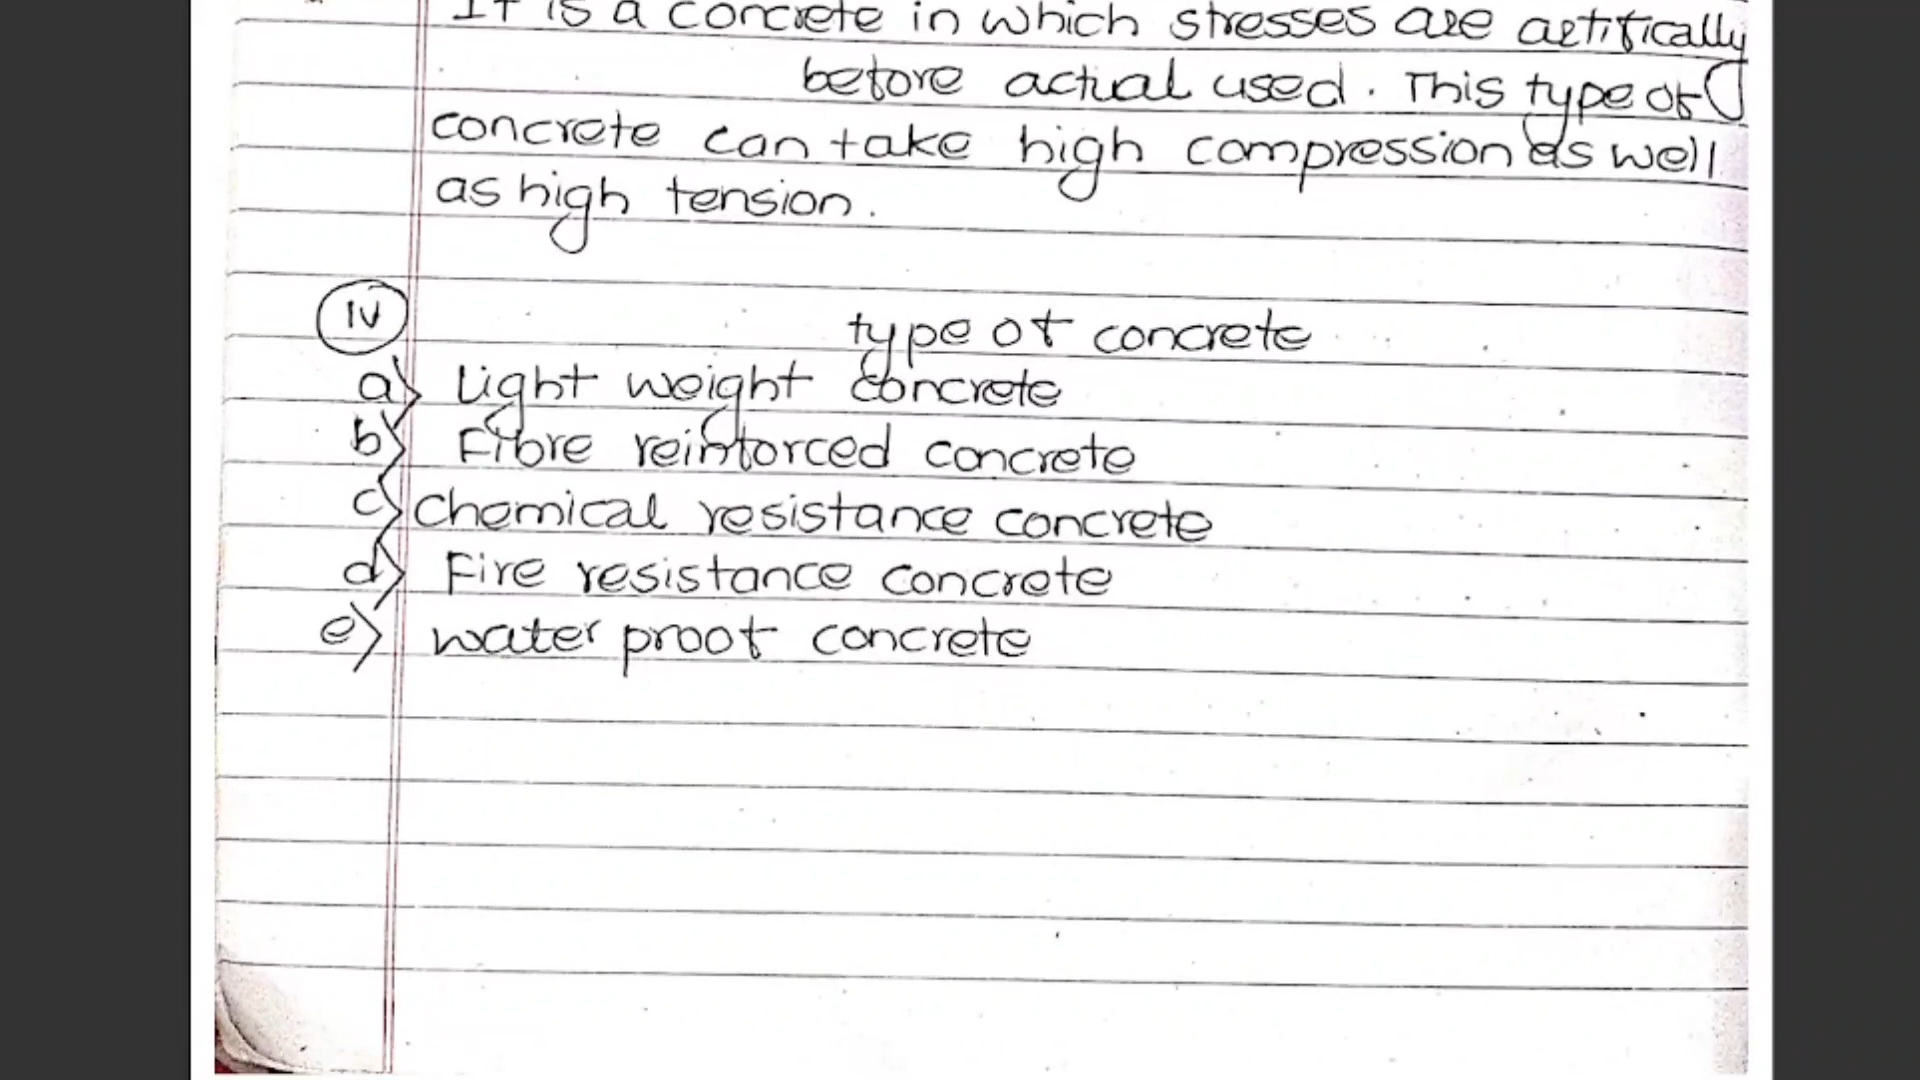 It is a concrete in which stresses are artifically
before actual used. This type of
concrete can take high compression as well
as high tension.
IV
type of concrete
a) Light weight concrete
b) Fibre reinforced concrete
c) Chemical resistance concrete
d) Fire resistance concrete
e) water proof concrete